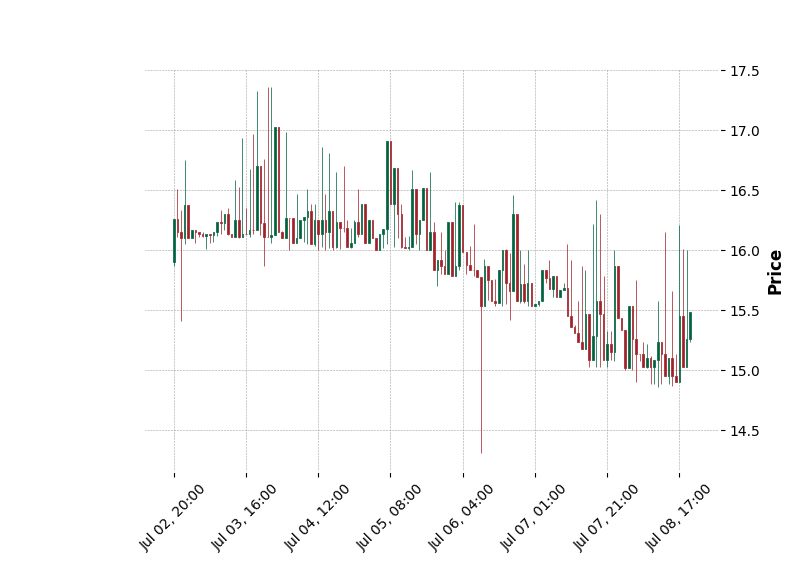 17.5
17.0
16.5
16.0
15.5
15.0
14.5
Price
Jul 02, 20:00
Jul 03, 16:00
Jul 04, 12:00
Jul 05, 08:00
Jul 06, 04:00
Jul 07, 01:00
Jul 07, 21:00
Jul 08, 17:00